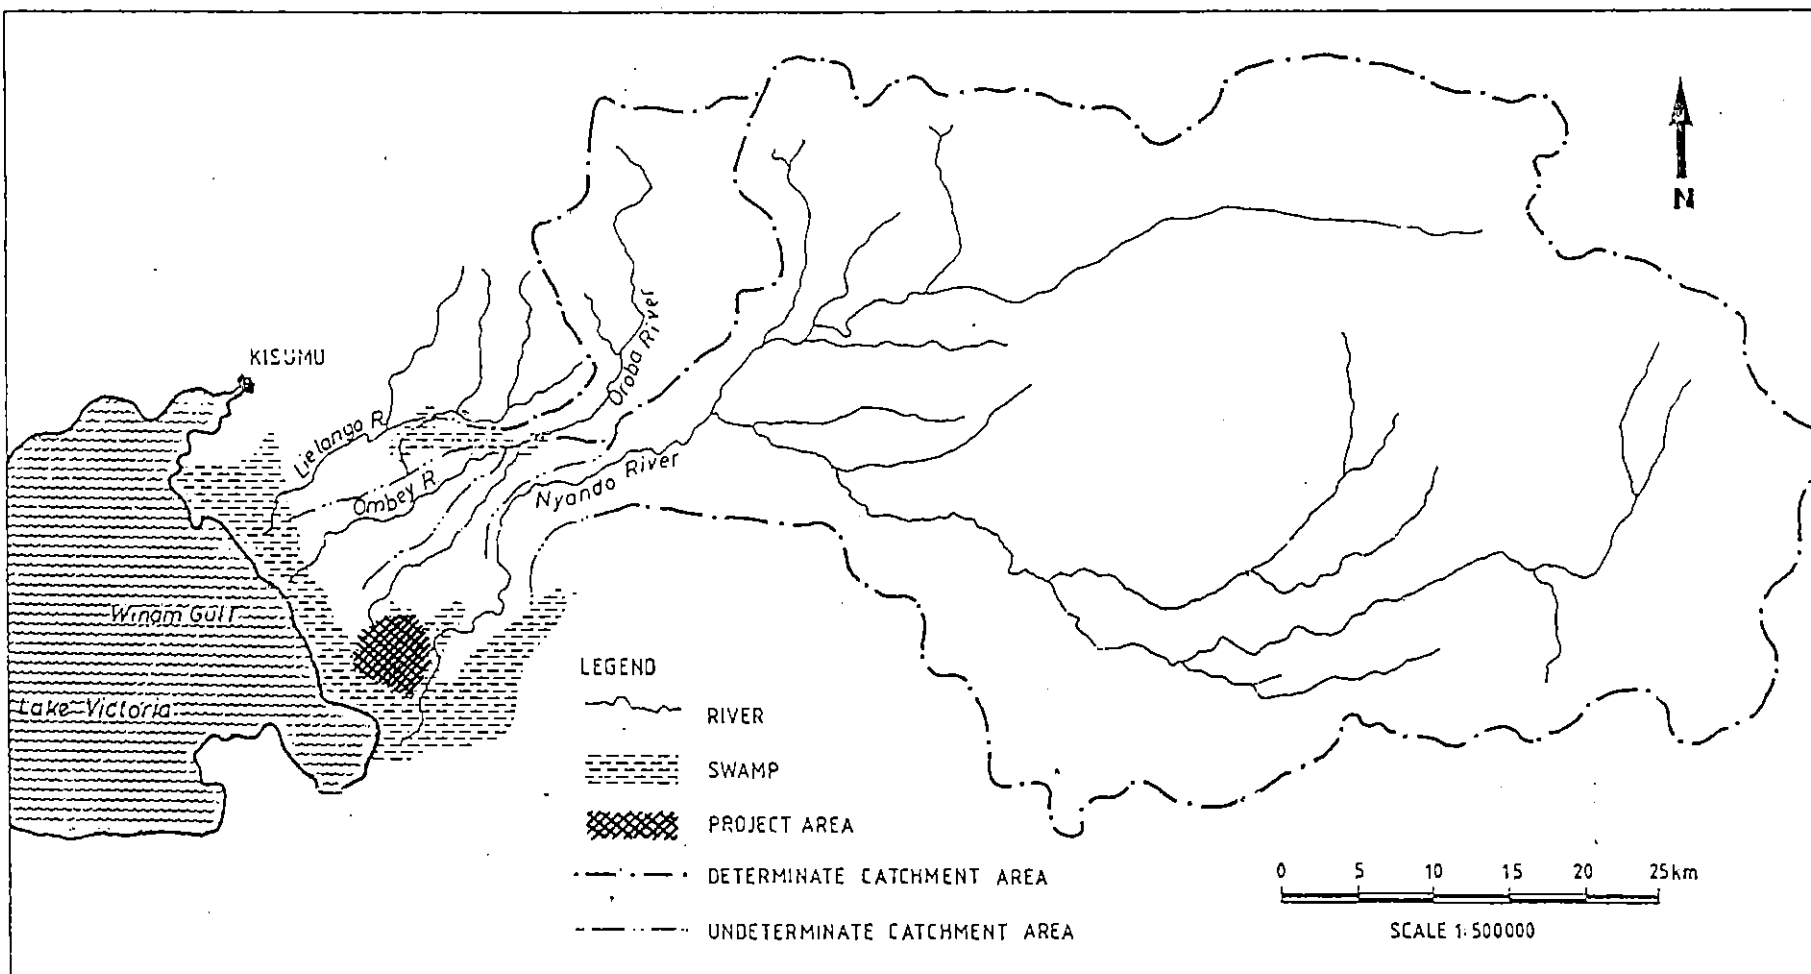 N
KISUMU
Oroba River
Lielango R.
Ombey R
Nyando River
Winam Gulf
Lake Victoria
LEGEND
RIVER
SWAMP
PROJECT AREA
DETERMINATE CATCHMENT AREA
UNDETERMINATE CATCHMENT AREA
0 5 10 15 20 25km
SCALE 1:500000